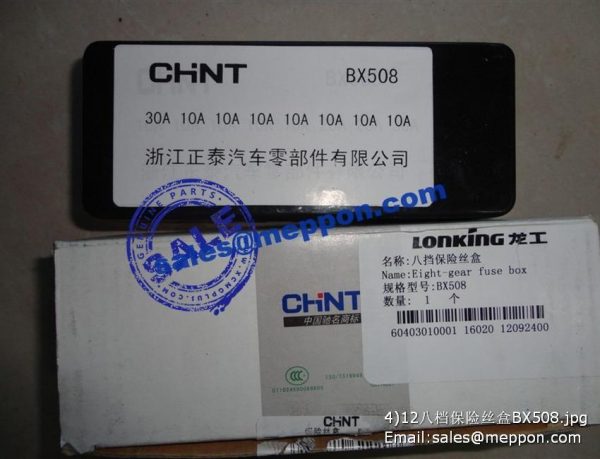 CHNT BX508
30A 10A 10A 10A 10A 10A 10A 10A
浙江正泰汽车零部件有限公司
GENUINE PARTS
SALE
sales@meppon.com
LONKING 龙工
名称:八挡保险丝盒
Name:Eight-gear fuse box
规格型号:BX508
数量: 1 个
60403010001 16020 12092400
CHNT
中国驰名商标
CHNT
4)12八档保险丝盒BX508.jpg
Email:sales@meppon.com